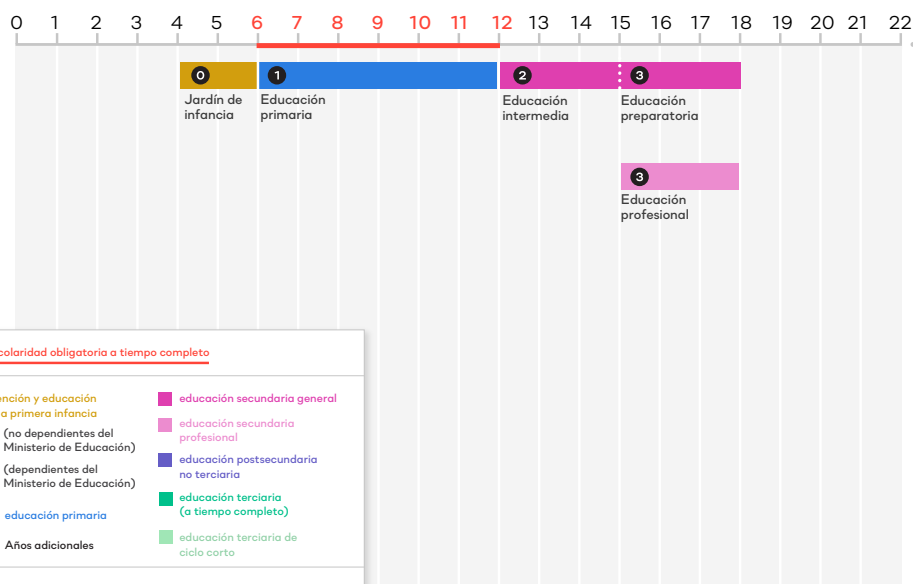 0 1 2 3 4 5 6 7 8 9 10 11 12 13 14 15 16 17 18 19 20 21 22
0 1 2 3
Jardín de
infancia
Educación
primaria
Educación
intermedia
Educación
preparatoria
3
Educación
profesional
colaridad obligatoria a tiempo completo
nción y educación
a primera infancia
(no dependientes del
Ministerio de Educación)
(dependientes del
Ministerio de Educación)
educación primaria
Años adicionales
educación secundaria general
educación secundaria
profesional
educación postsecundaria
no terciaria
educación terciaria
(a tiempo completo)
educación terciaria de
ciclo corto